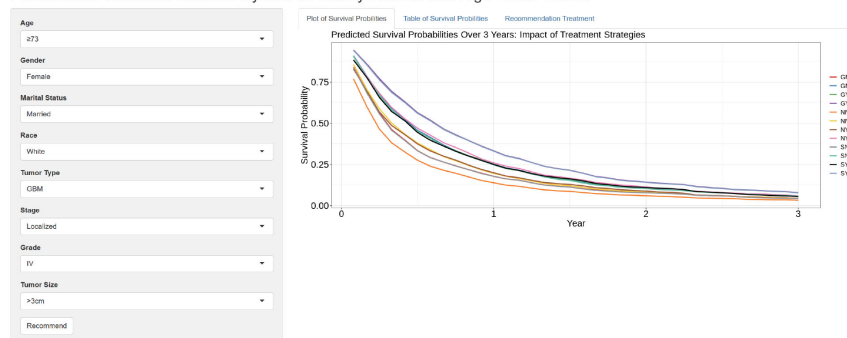 Age
≥73
Gender
Female
Marital Status
Married
Race
White
Tumor Type
GBM
Stage
Localized
Grade
IV
Tumor Size
>3cm
Recommend
Plot of Survival Probilities Table of Survival Probilities Recommendation Treatment
Predicted Survival Probabilities Over 3 Years: Impact of Treatment Strategies
Survival Probability
0.75
0.50
0.25
0.00
0 1 2 3
Year